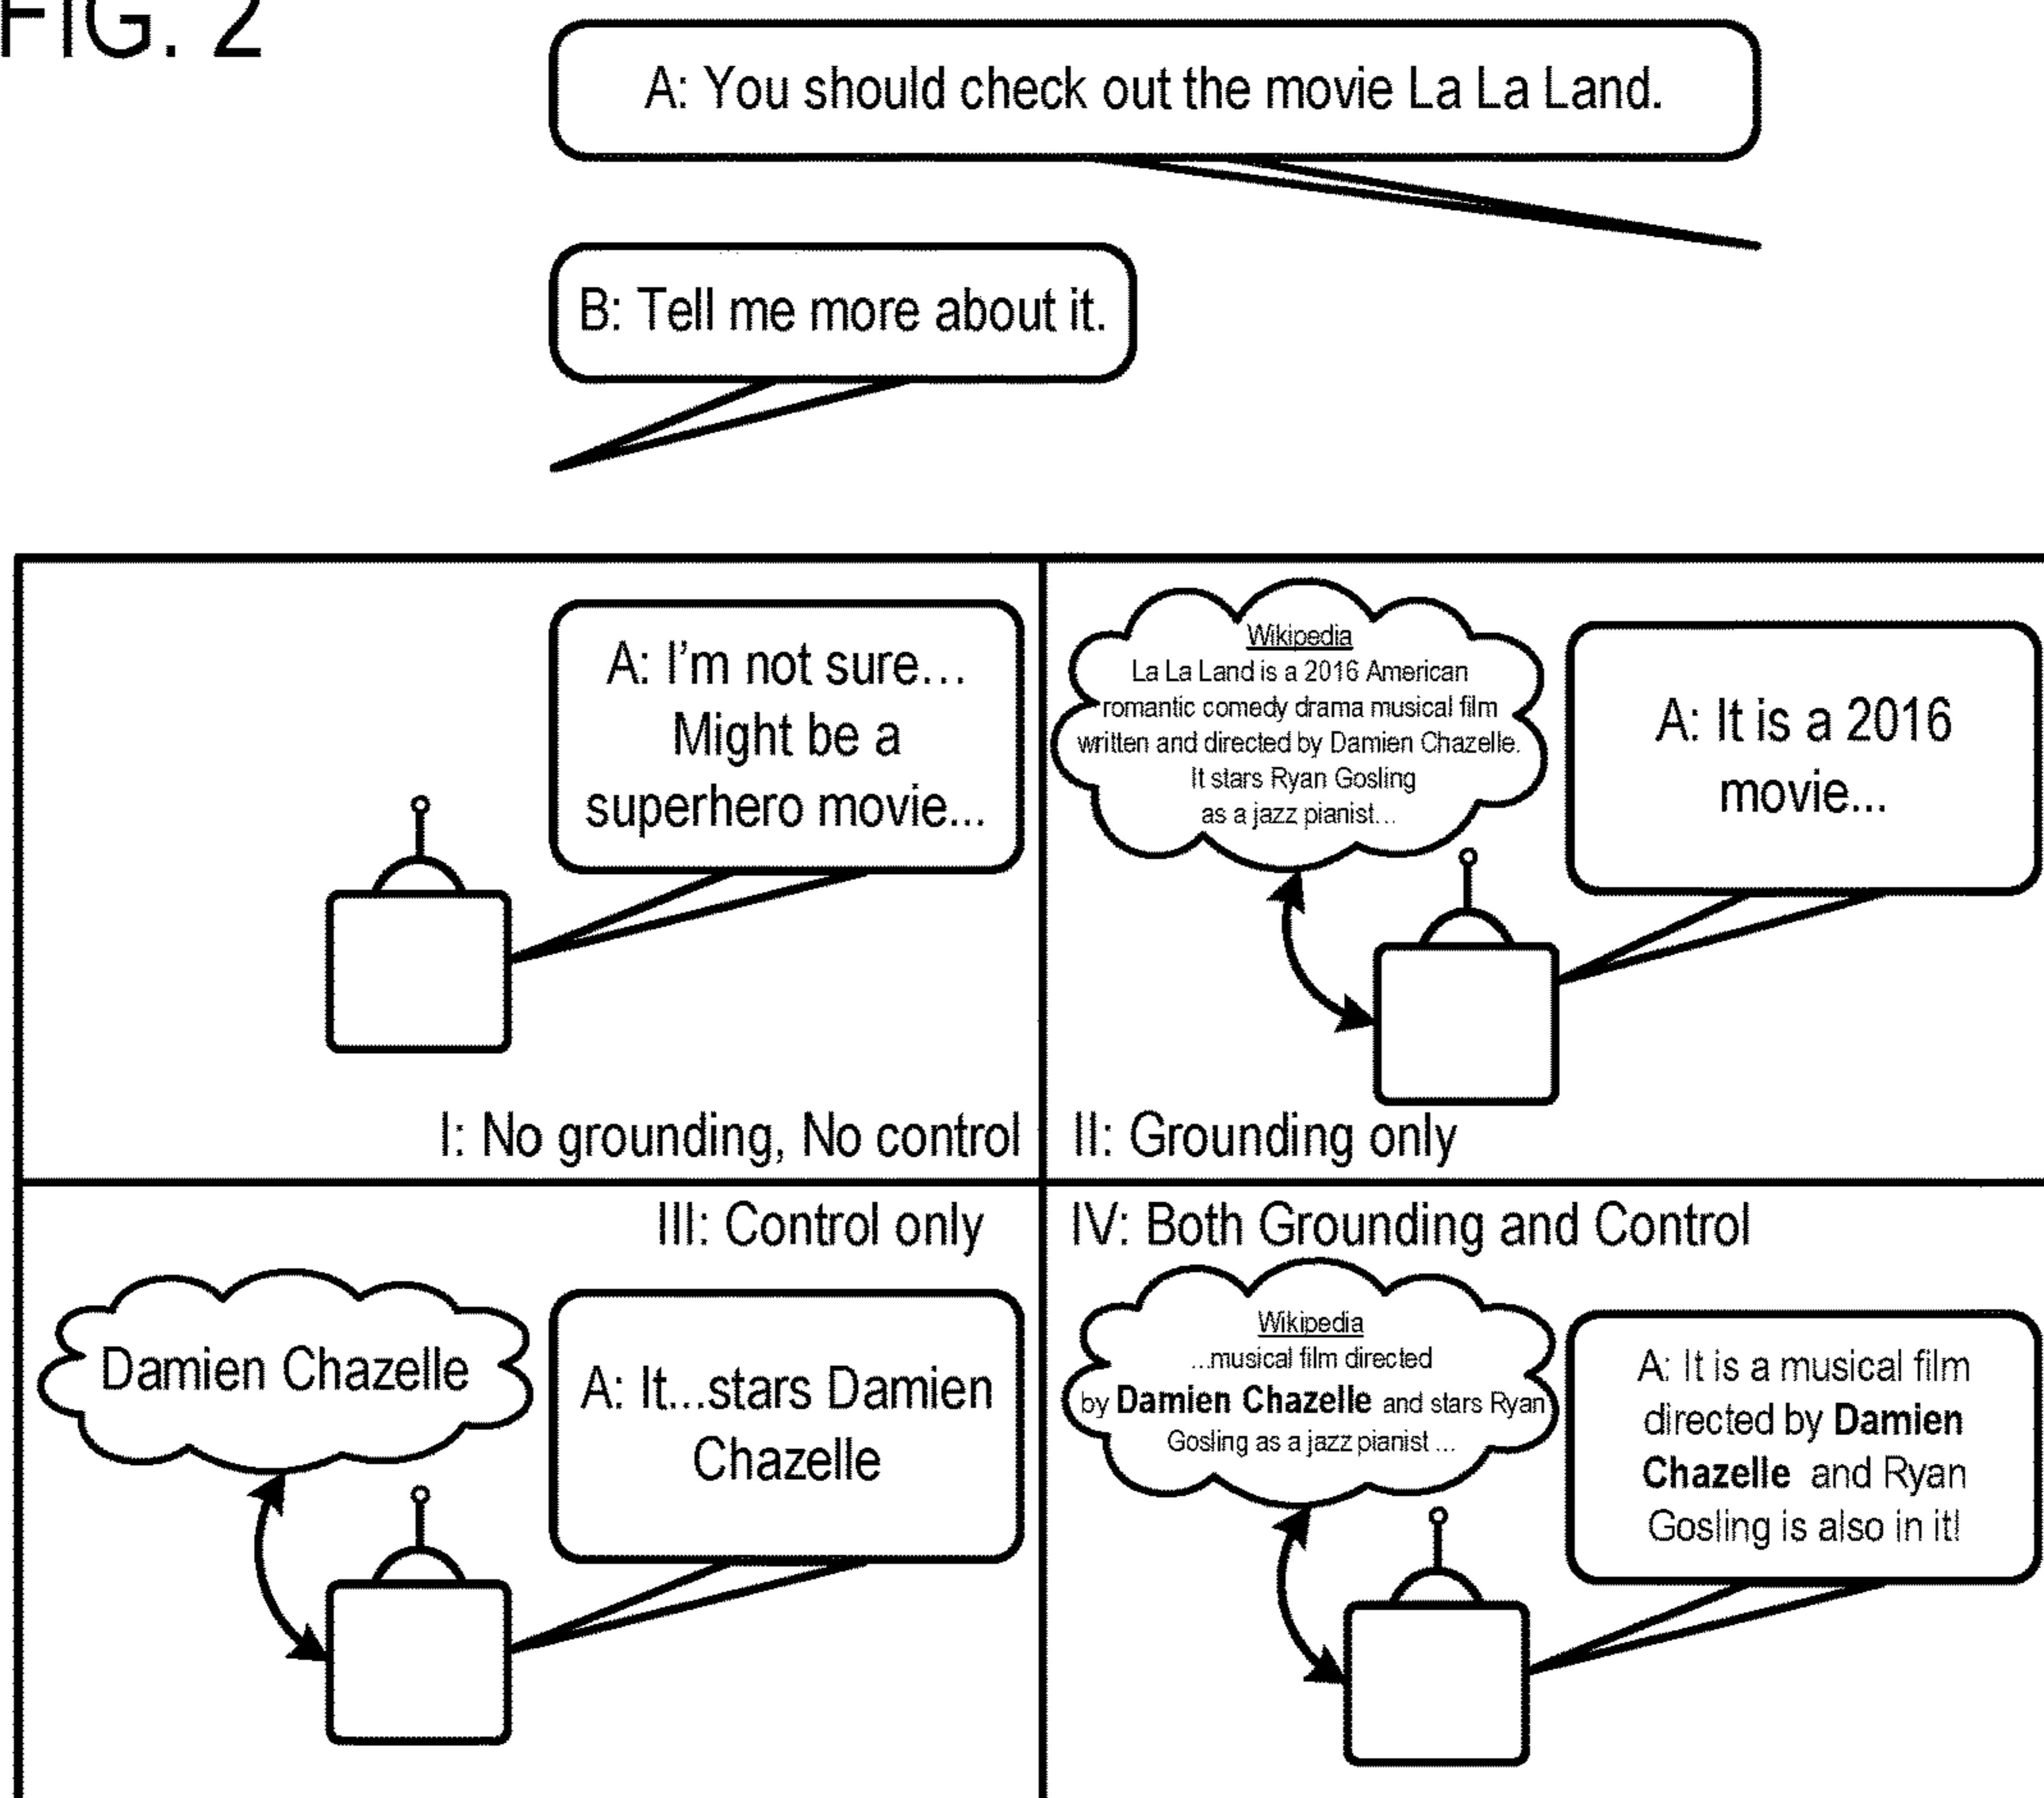 FIG. 2
A: You should check out the movie La La Land.
B: Tell me more about it.
A: I'm not sure...
Might be a
superhero movie...
I: No grounding, No control
Wikipedia
La La Land is a 2016 American
romantic comedy drama musical film
written and directed by Damien Chazelle.
It stars Ryan Gosling
as a jazz pianist...
A: It is a 2016
movie...
II: Grounding only
III: Control only
Damien Chazelle
A: It...stars Damien
Chazelle
IV: Both Grounding and Control
Wikipedia
...musical film directed
by Damien Chazelle and stars Ryan
Gosling as a jazz pianist ...
A: It is a musical film
directed by Damien
Chazelle and Ryan
Gosling is also in it!